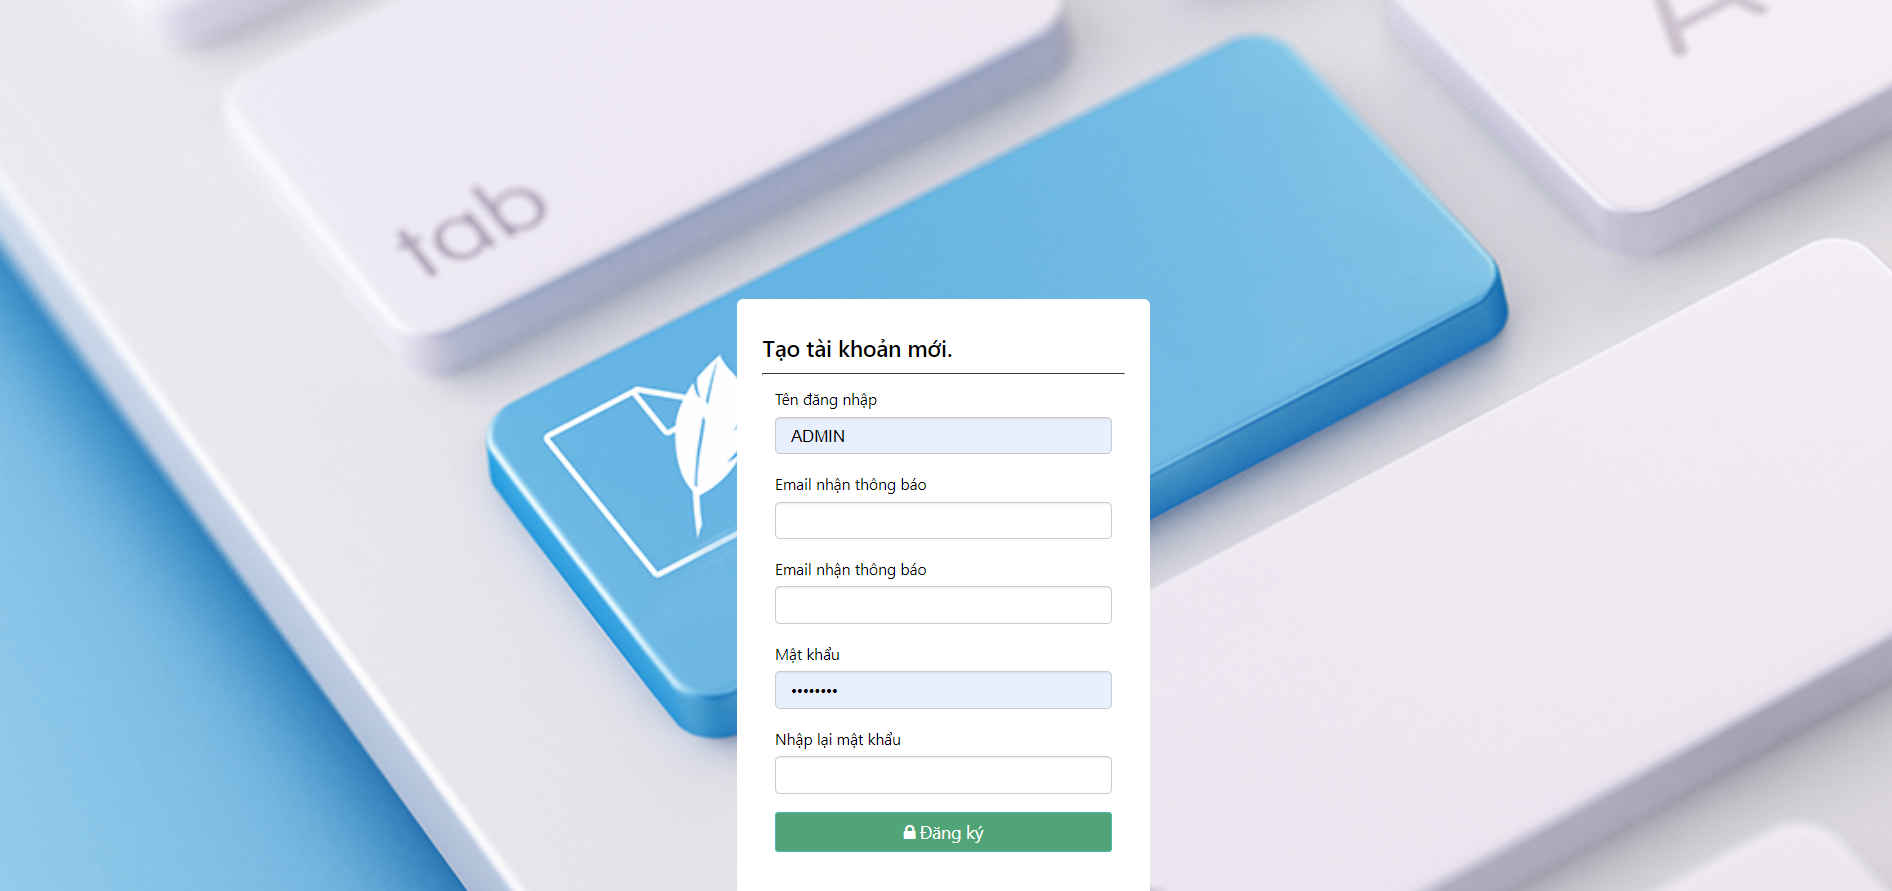 A
tab
Tạo tài khoản mới.
Tên đăng nhập
ADMIN
Email nhận thông báo
Email nhận thông báo
Mật khẩu
••••••••
Nhập lại mật khẩu
Đăng ký